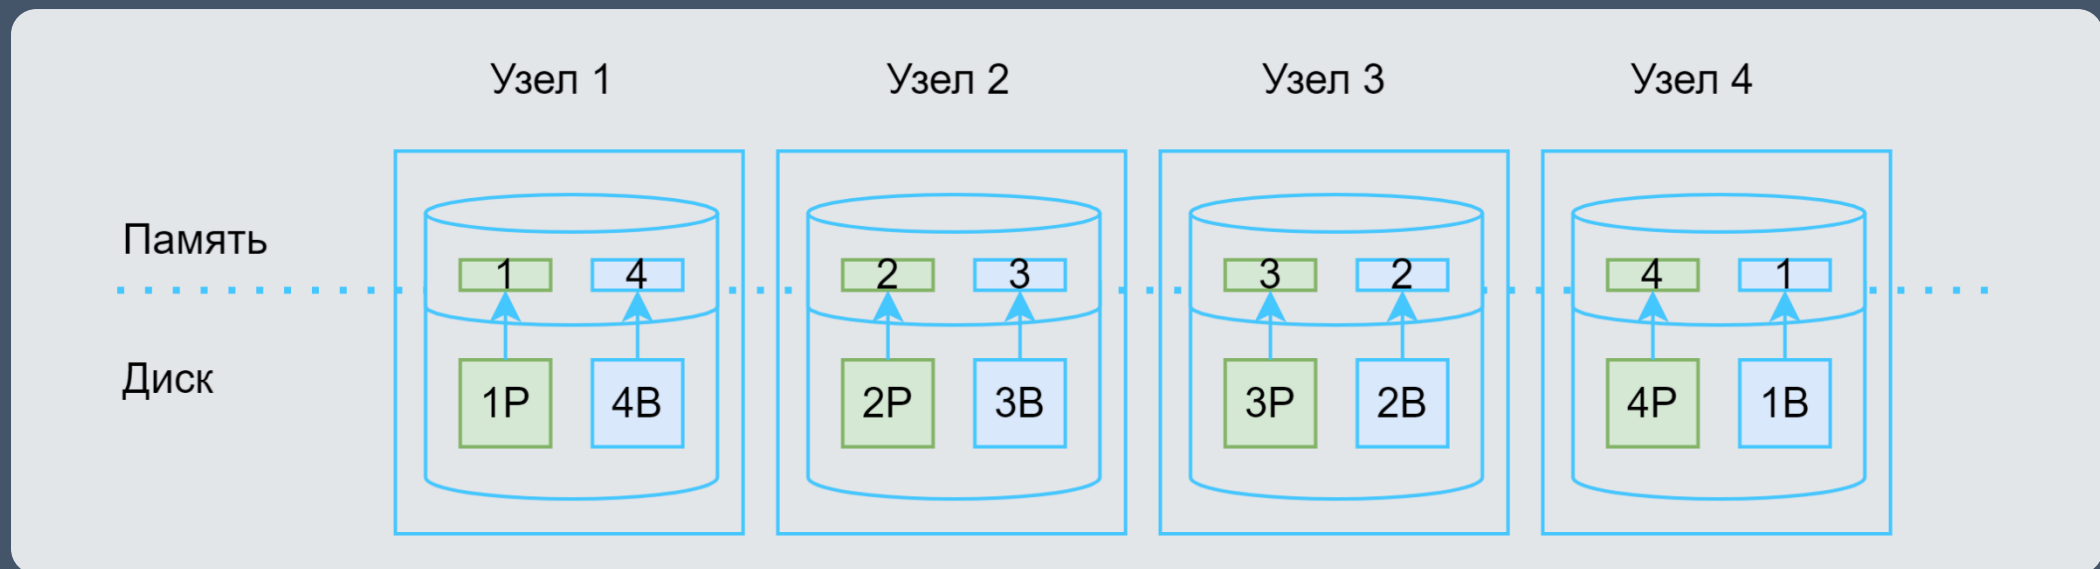 Узел 1 Узел 2 Узел 3 Узел 4
Память
1 4 2 3 3 2 4 1
Диск
1P 4B 2P 3B 3P 2B 4P 1B